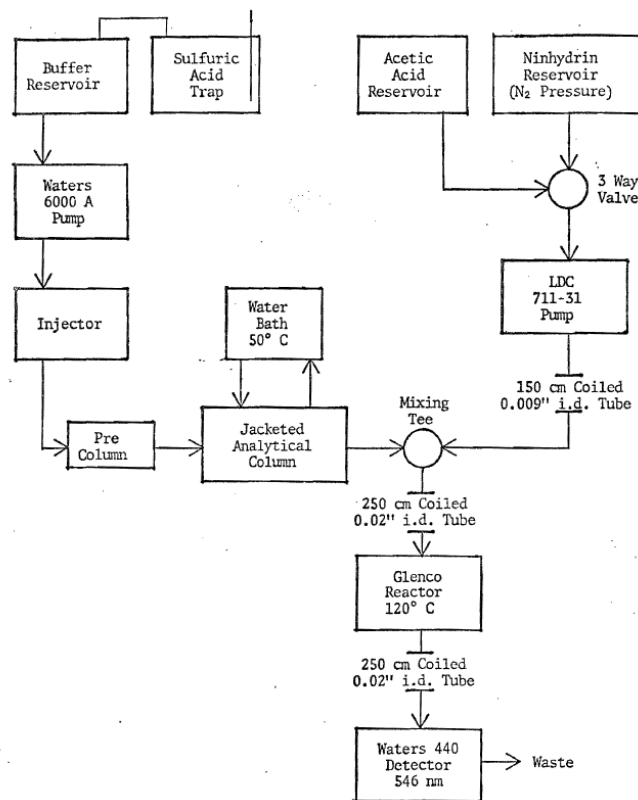 Buffer
Reservoir
Sulfuric
Acid
Trap
Acetic
Acid
Reservoir
Ninhydrin
Reservoir
(N₂ Pressure)
Waters
6000 A
Pump
3 Way
Valve
LDC
711-31
Pump
Injector
Water
Bath
50° C
150 cm Coiled
0.009" i.d. Tube
Pre
Column
Jacketed
Analytical
Column
Mixing
Tee
250 cm Coiled
0.02" i.d. Tube
Glenco
Reactor
120° C
250 cm Coiled
0.02" i.d. Tube
Waters 440
Detector
546 nm
Waste